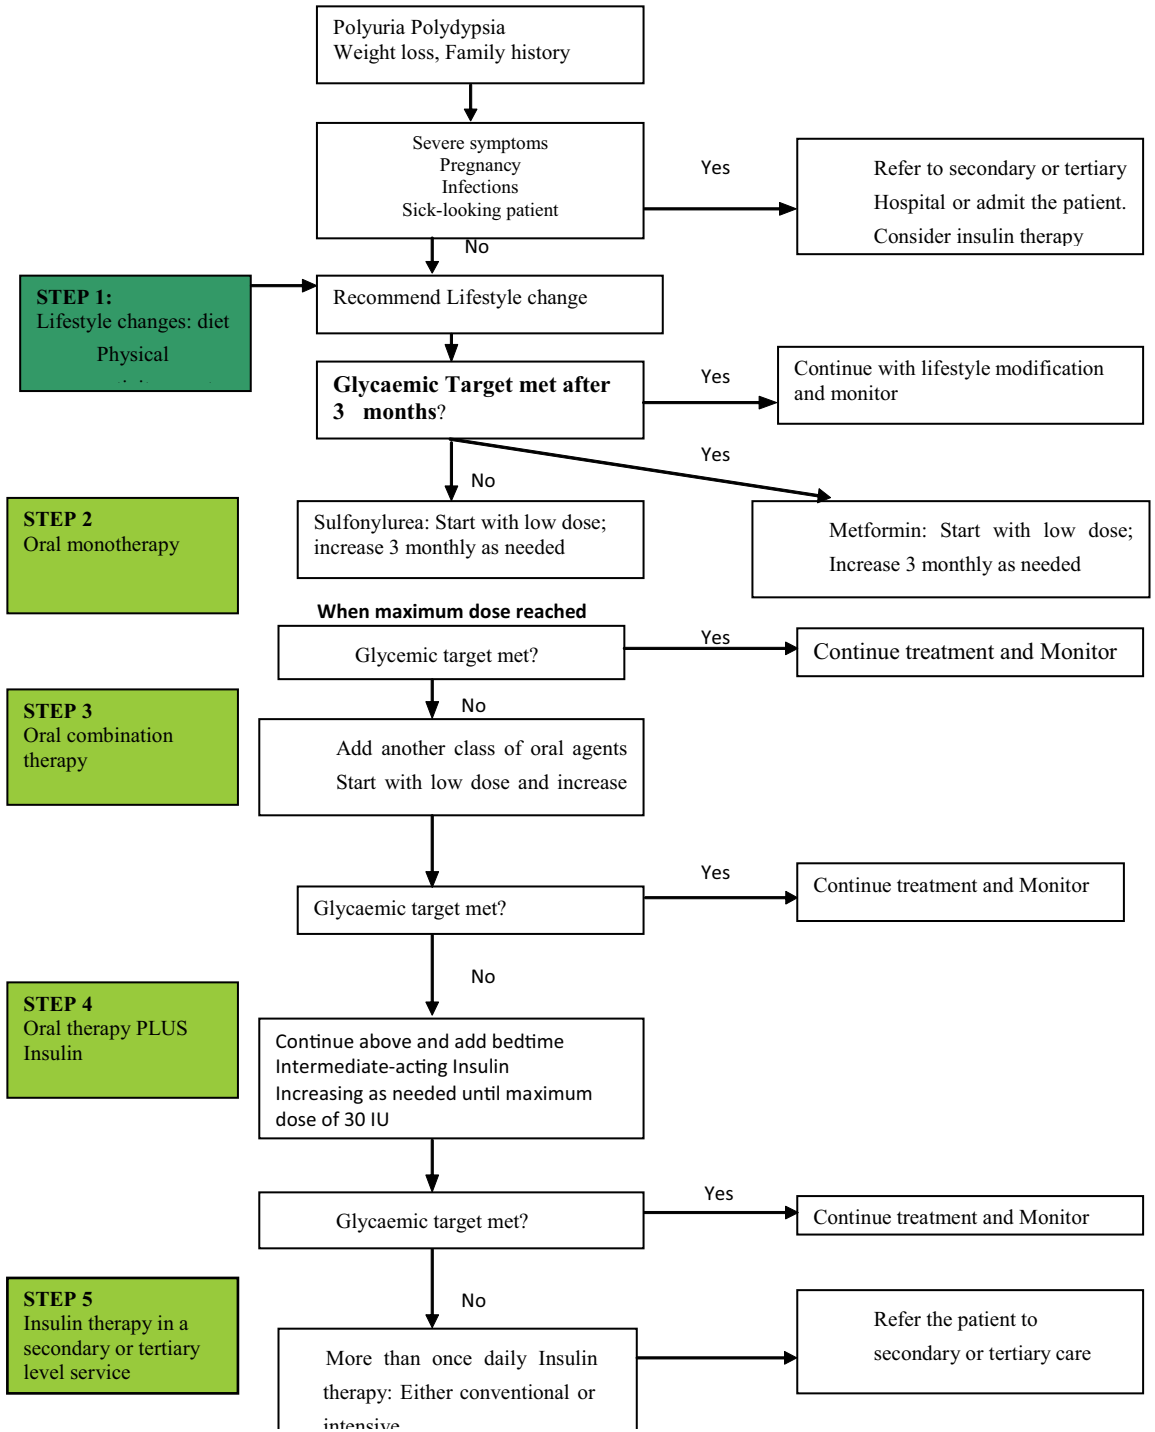 Polyuria Polydypsia
Weight loss, Family history
Severe symptoms
Pregnancy
Infections
Sick-looking patient
Yes
Refer to secondary or tertiary
Hospital or admit the patient.
Consider insulin therapy
No
STEP 1:
Lifestyle changes: diet
Physical
Recommend Lifestyle change
Glycaemic Target met after
3 months?
Yes
Continue with lifestyle modification
and monitor
Yes
No
STEP 2
Oral monotherapy
Sulfonylurea: Start with low dose;
increase 3 monthly as needed
Metformin: Start with low dose;
Increase 3 monthly as needed
When maximum dose reached
Glycemic target met?
Yes
Continue treatment and Monitor
No
STEP 3
Oral combination
therapy
Add another class of oral agents
Start with low dose and increase
Glycaemic target met?
Yes
Continue treatment and Monitor
No
STEP 4
Oral therapy PLUS
Insulin
Continue above and add bedtime
Intermediate-acting Insulin
Increasing as needed until maximum
dose of 30 IU
Glycaemic target met?
Yes
Continue treatment and Monitor
No
STEP 5
Insulin therapy in a
secondary or tertiary
level service
More than once daily Insulin
therapy: Either conventional or
intensive
Refer the patient to
secondary or tertiary care